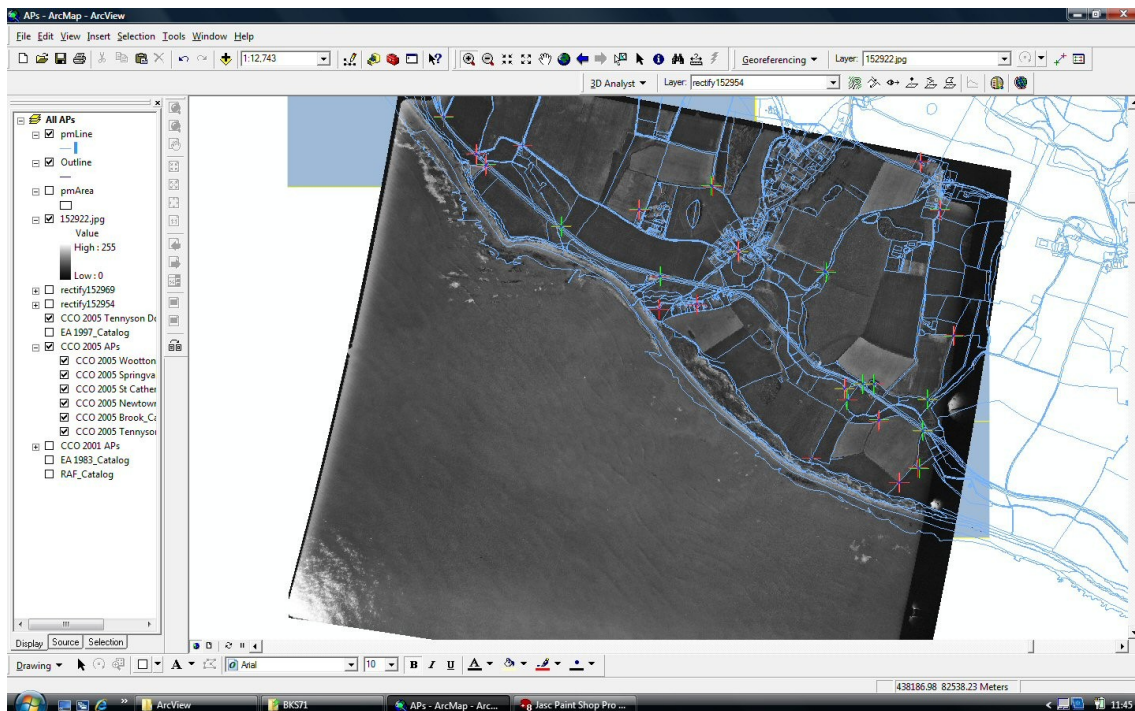 APs - ArcMap - ArcView
File Edit View Insert Selection Tools Window Help
1:12,743 Georeferencing Layer: 152922.jpg
3D Analyst Layer: rectify152954
All APs
pmLine
Outline
pmArea
152922.jpg
Value
High : 255
Low : 0
rectify152969
rectify152954
CCO 2005 Tennyson Do
EA 1997_Catalog
CCO 2005 APs
CCO 2005 Wootton
CCO 2005 Springva
CCO 2005 St Cather
CCO 2005 Newtown
CCO 2005 Brook_Ca
CCO 2005 Tennyson
CCO 2001 APs
EA 1983_Catalog
RAF_Catalog
Display Source Selection
Drawing A Arial 10 B I U A
438186.98 82538.23 Meters
ArcView BKS71 APs - ArcMap - Arc... Jasc Paint Shop Pro ... 11:45